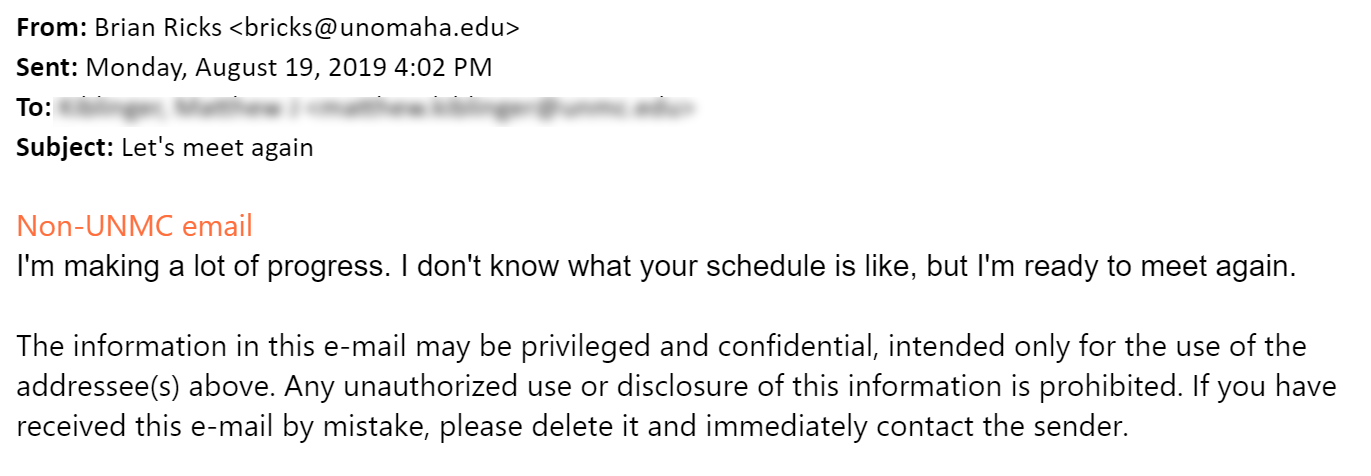 From: Brian Ricks <bricks@unomaha.edu>
Sent: Monday, August 19, 2019 4:02 PM
To:
Subject: Let's meet again
Non-UNMC email
I'm making a lot of progress. I don't know what your schedule is like, but I'm ready to meet again.
The information in this e-mail may be privileged and confidential, intended only for the use of the
addressee(s) above. Any unauthorized use or disclosure of this information is prohibited. If you have
received this e-mail by mistake, please delete it and immediately contact the sender.